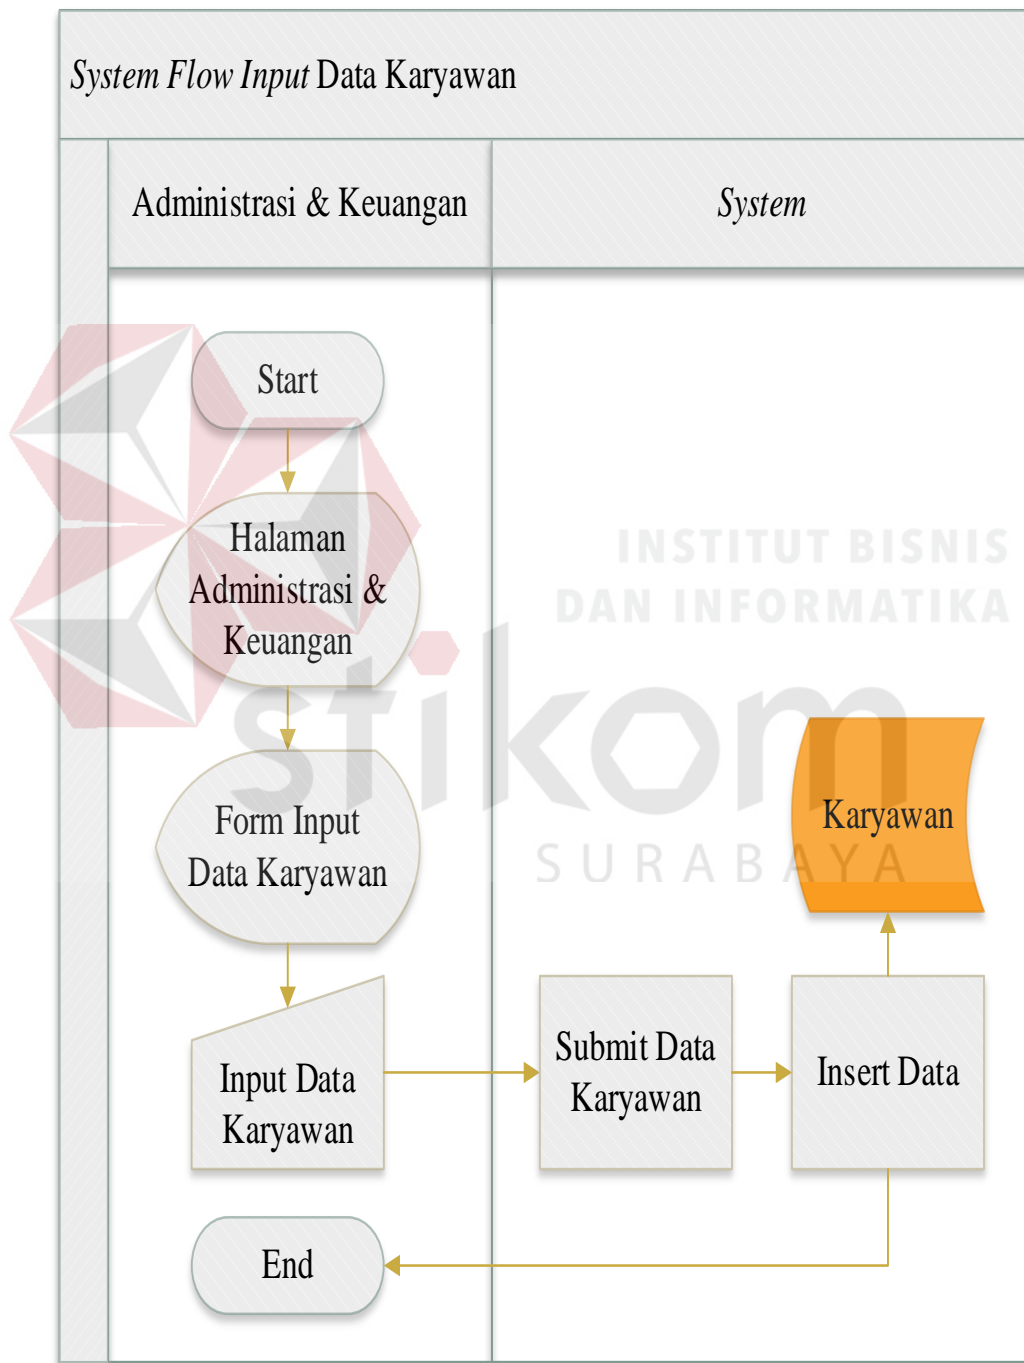 System Flow Input Data Karyawan
Administrasi & Keuangan
System
Start
Halaman
Administrasi &
Keuangan
INSTITUT BISNIS
DAN INFORMATIKA
stikom
SURABAYA
Form Input
Data Karyawan
Karyawan
Input Data
Karyawan
Submit Data
Karyawan
Insert Data
End